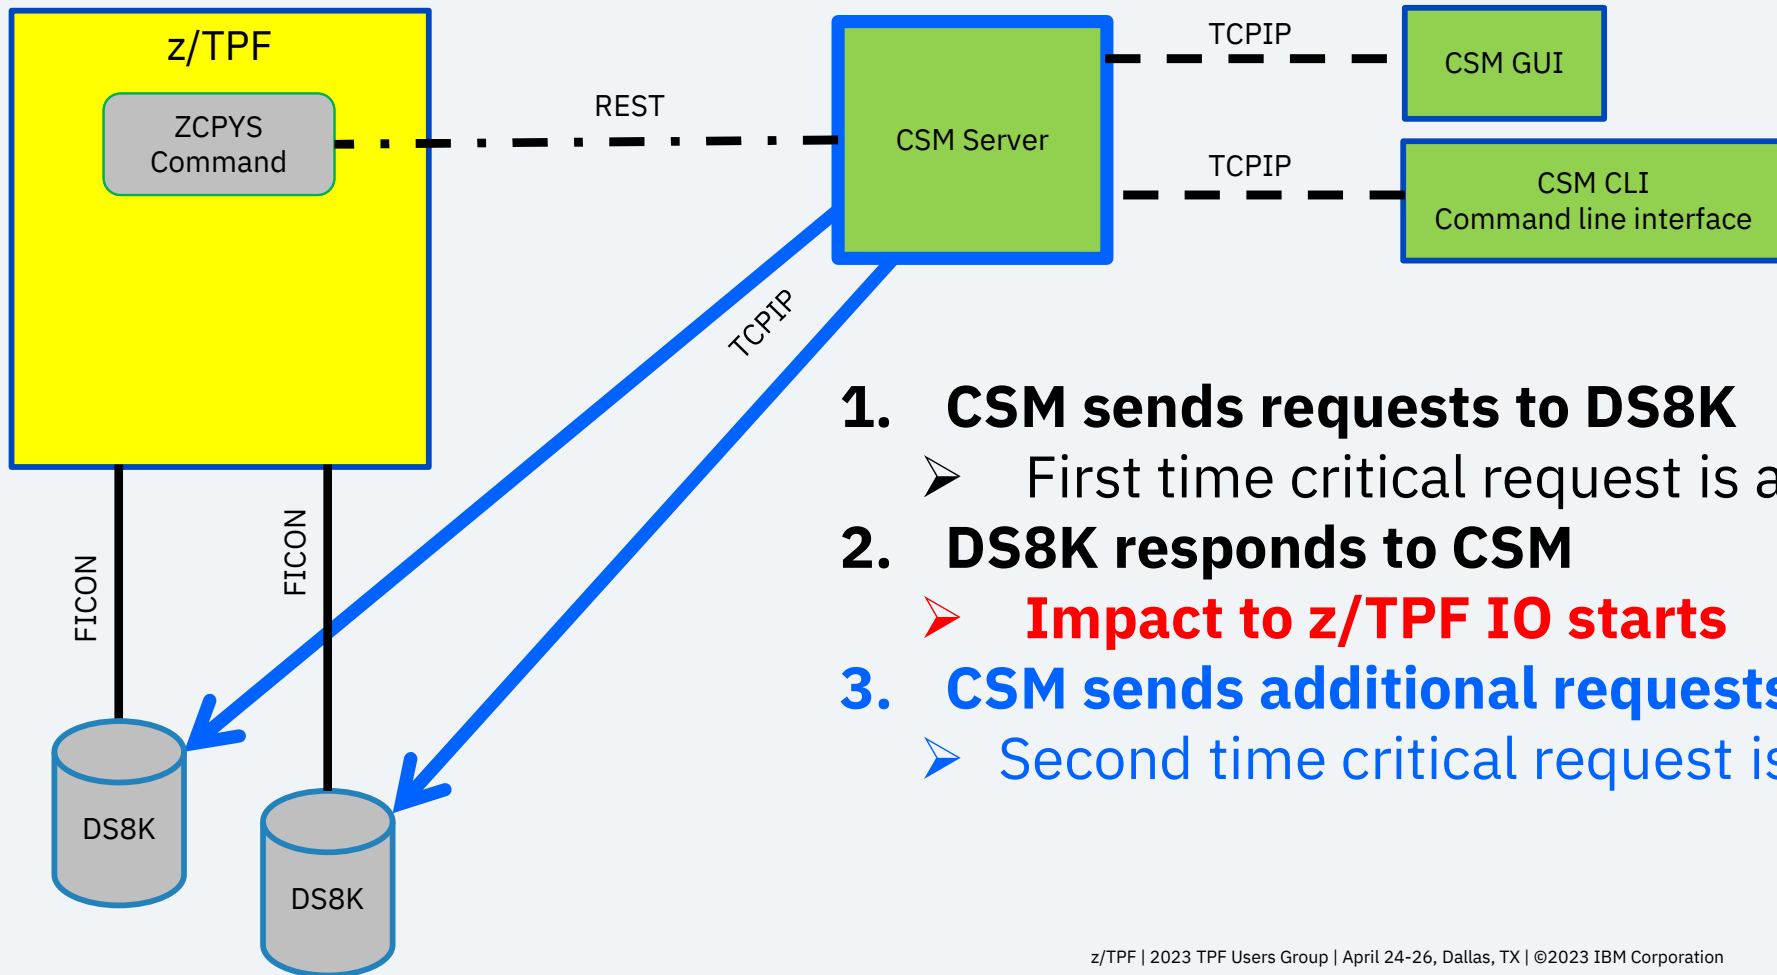 z/TPF
ZCPYS
Command
REST
CSM Server
TCPIP
CSM GUI
TCPIP
CSM CLI
Command line interface
TCPIP
FICON
FICON
DS8K
DS8K
1. CSM sends requests to DS8K
➢ First time critical request is a
2. DS8K responds to CSM
➢ Impact to z/TPF IO starts
3. CSM sends additional requests
➢ Second time critical request is
z/TPF | 2023 TPF Users Group | April 24-26, Dallas, TX | ©2023 IBM Corporation